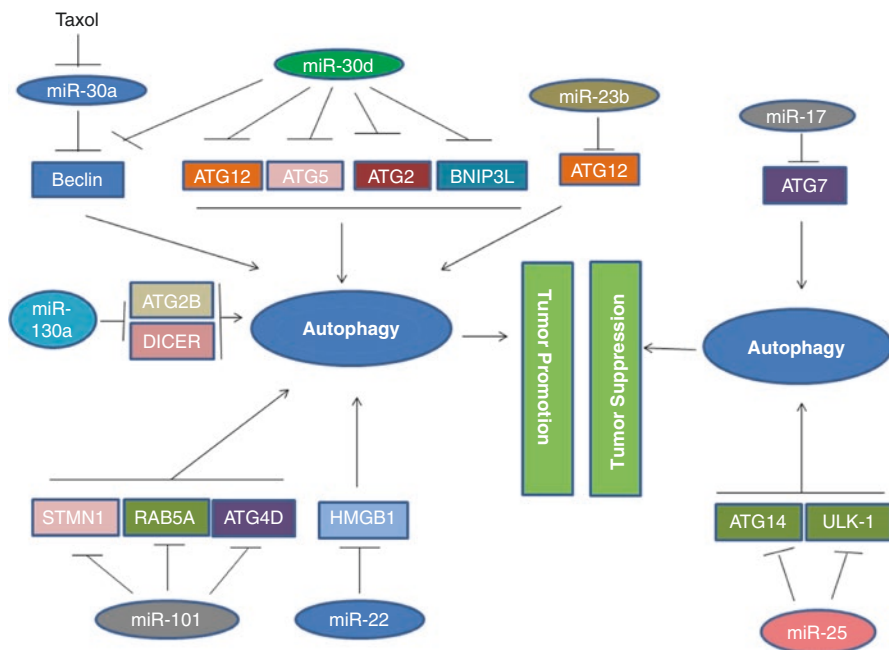 Taxol
miR-30a
miR-30d
miR-23b
miR-17
Beclin
ATG12
ATG5
ATG2
BNIP3L
ATG12
ATG7
miR-
130a
ATG2B
DICER
Autophagy
Tumor Promotion
Tumor Suppression
Autophagy
STMN1
RAB5A
ATG4D
HMGB1
ATG14
ULK-1
miR-101
miR-22
miR-25